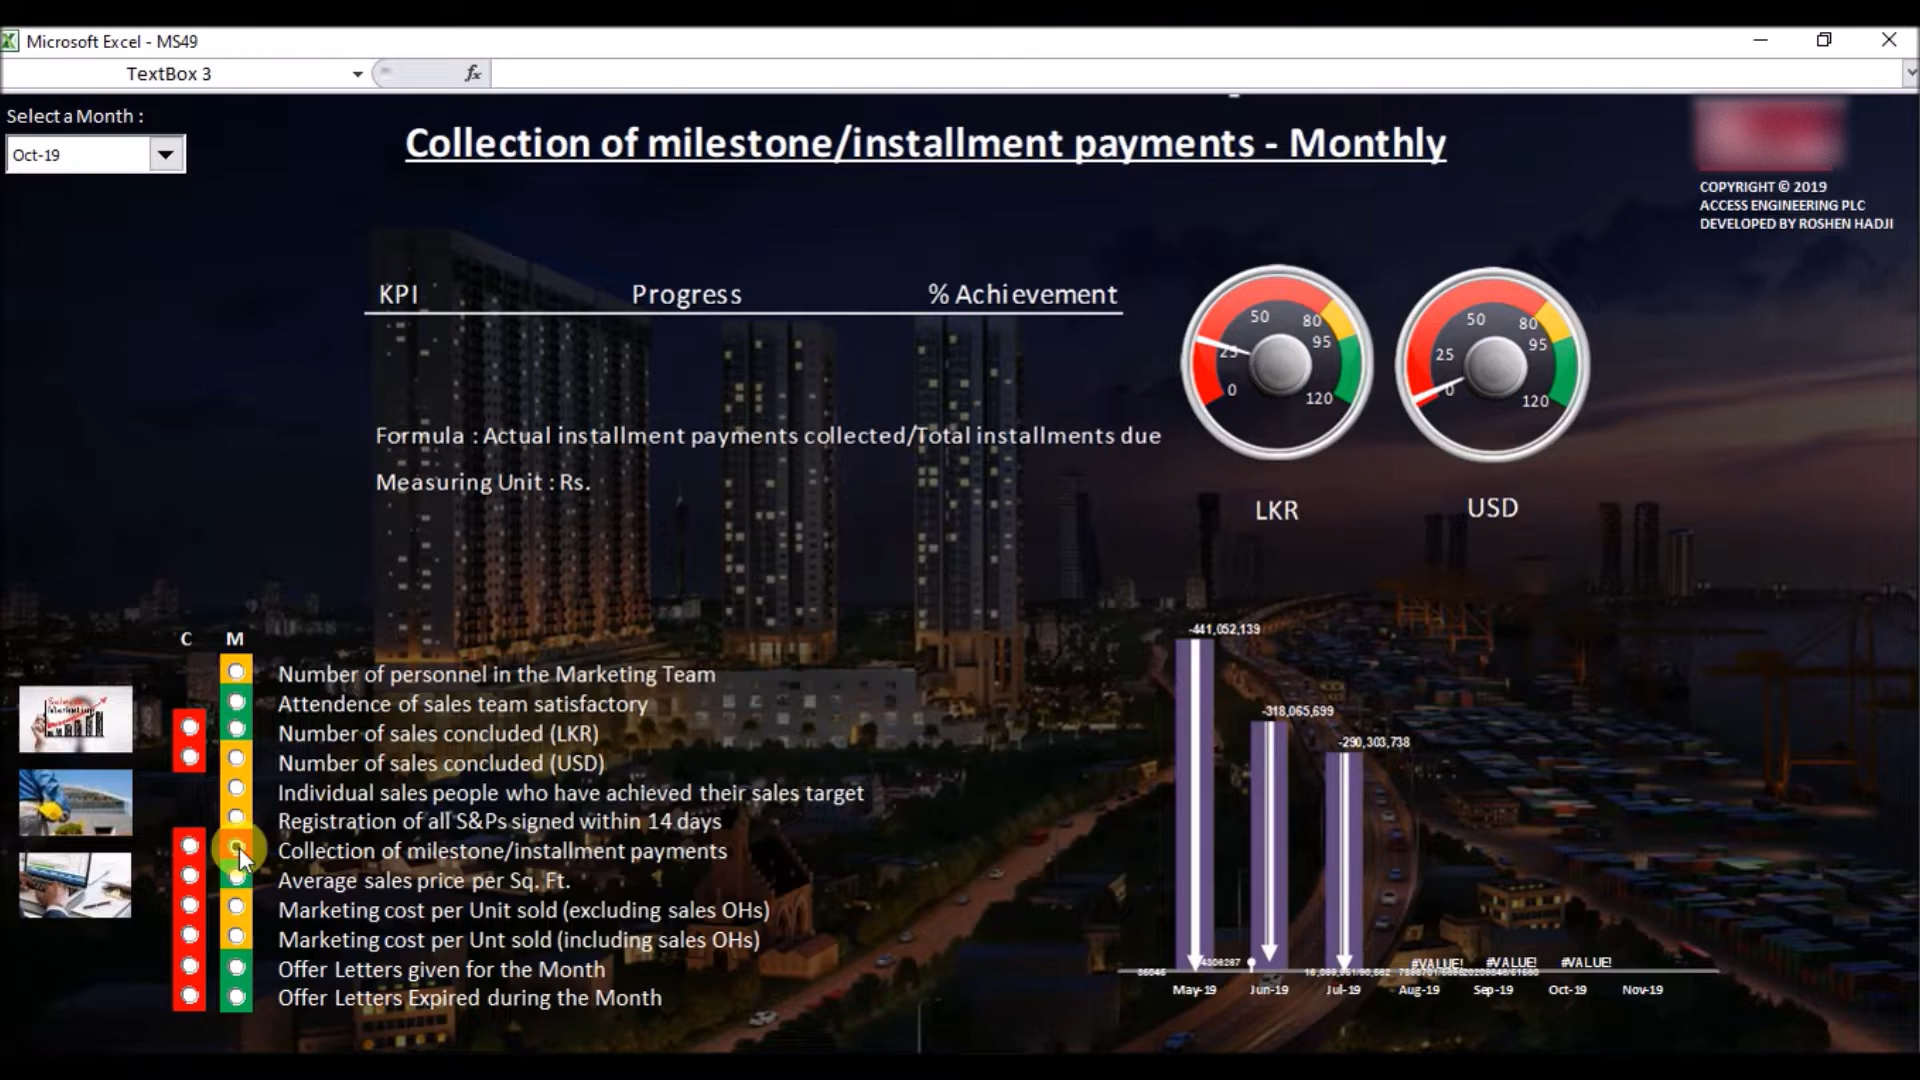 Microsoft Excel - MS49
TextBox 3
fx
Select a Month :
Oct-19
Collection of milestone/installment payments - Monthly
COPYRIGHT © 2019
ACCESS ENGINEERING PLC
DEVELOPED BY ROSHEN HADJI
KPI Progress % Achievement
0 25 50 80 95 120
0 25 50 80 95 120
Formula : Actual installment payments collected/Total installments due
Measuring Unit : Rs.
LKR USD
C M
Number of personnel in the Marketing Team
Attendence of sales team satisfactory
Number of sales concluded (LKR)
Number of sales concluded (USD)
Individual sales people who have achieved their sales target
Registration of all S&Ps signed within 14 days
Collection of milestone/installment payments
Average sales price per Sq. Ft.
Marketing cost per Unit sold (excluding sales OHs)
Marketing cost per Unt sold (including sales OHs)
Offer Letters given for the Month
Offer Letters Expired during the Month
-441,052,139
-318,065,699
-290,303,738
#VALUE! #VALUE! #VALUE!
May-19 Jun-19 Jul-19 Aug-19 Sep-19 Oct-19 Nov-19